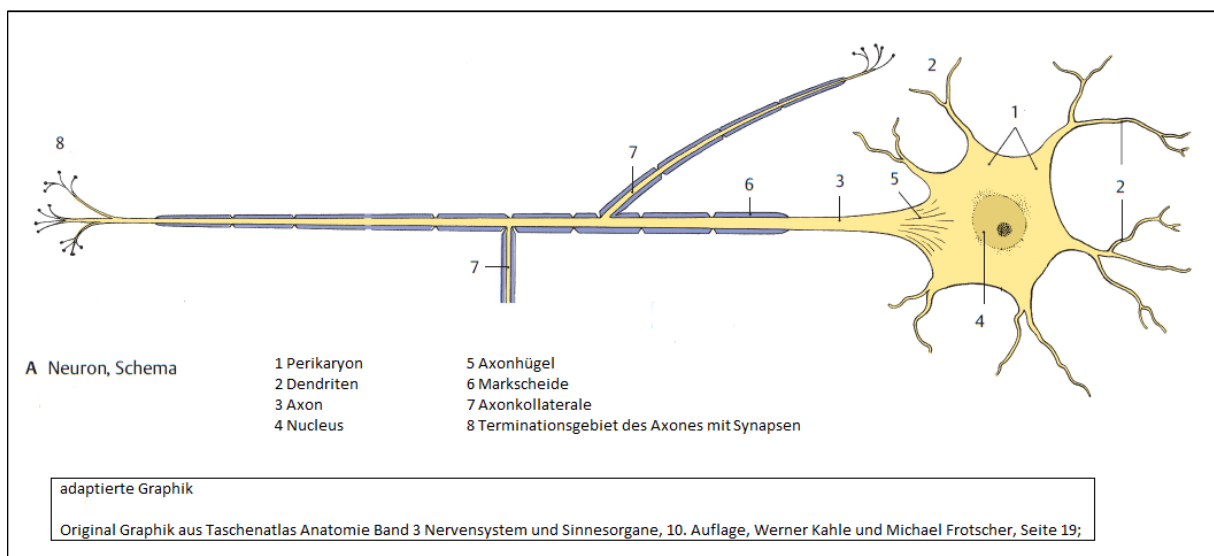 2
1
8
7
6
3
5
2
7
4
A Neuron, Schema
1 Perikaryon
2 Dendriten
3 Axon
4 Nucleus
5 Axonhügel
6 Markscheide
7 Axonkollaterale
8 Terminationsgebiet des Axones mit Synapsen
adaptierte Graphik
Original Graphik aus Taschenatlas Anatomie Band 3 Nervensystem und Sinnesorgane, 10. Auflage, Werner Kahle und Michael Frotscher, Seite 19;